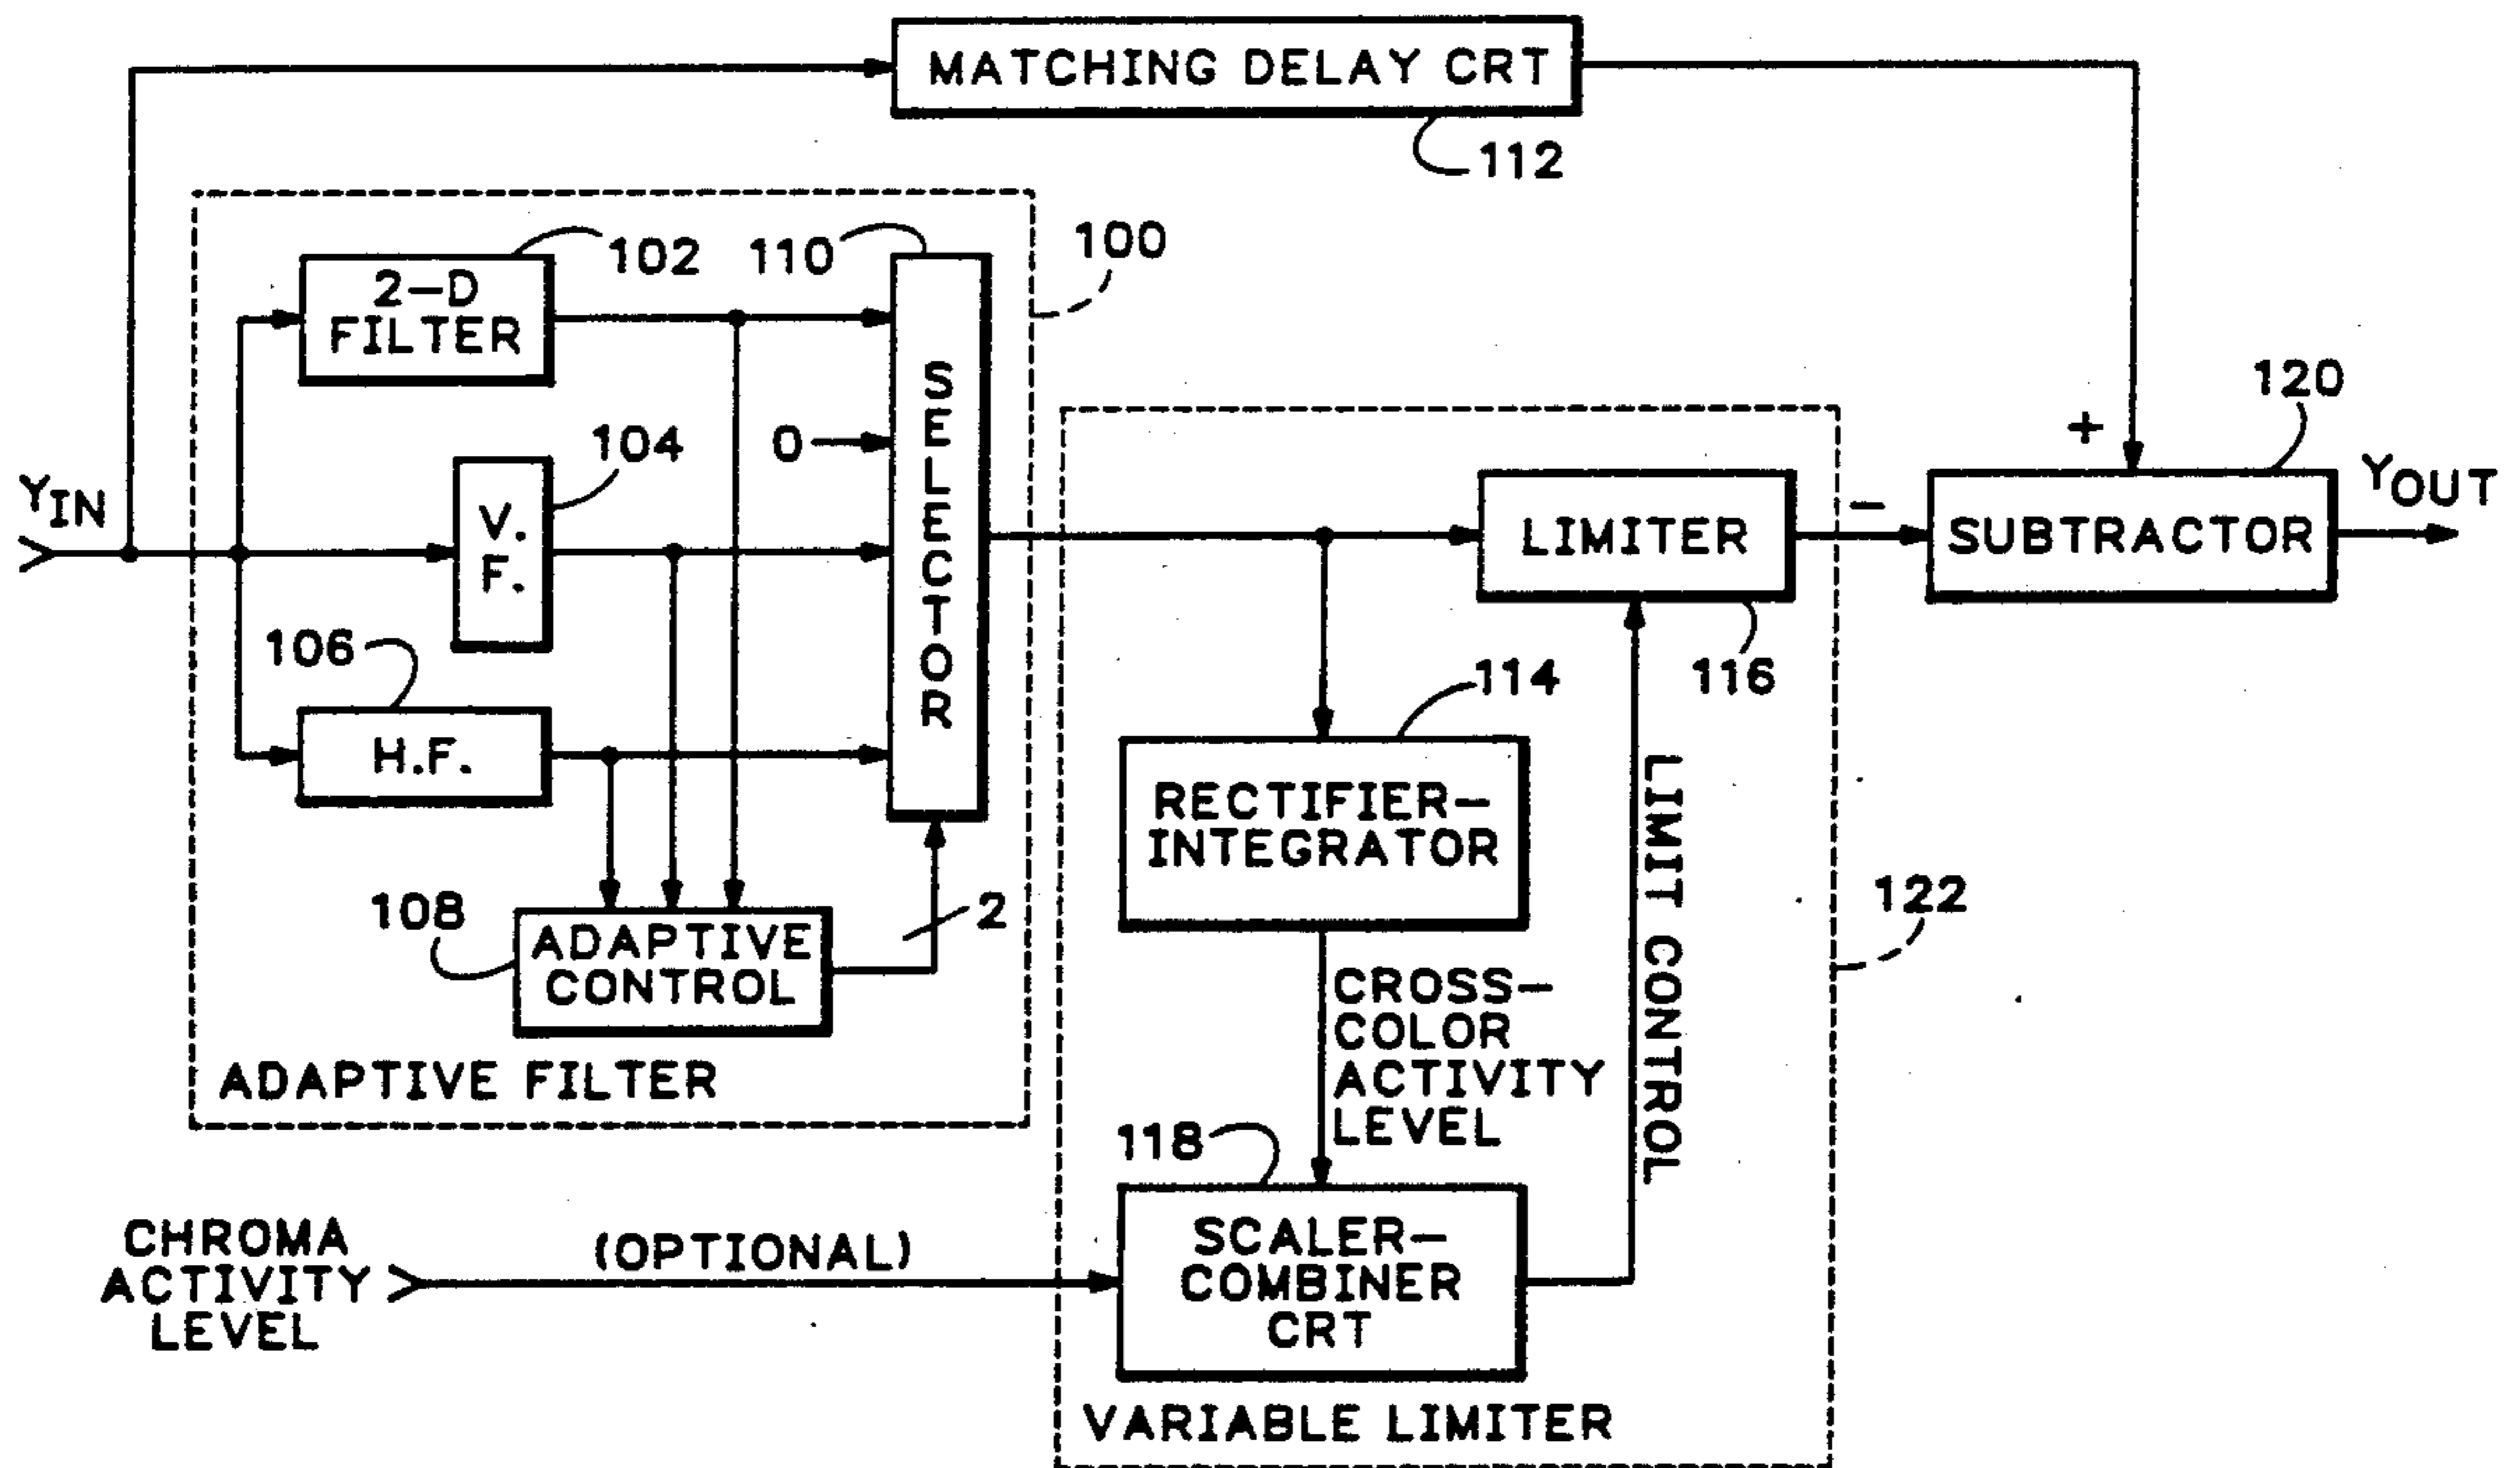 MATCHING DELAY CRT
112
100
102
110
2-D
FILTER
SELECTOR
0
104
V.
F.
YIN
106
H.F.
108
ADAPTIVE
CONTROL
2
ADAPTIVE FILTER
+
120
LIMITER
-
SUBTRACTOR
YOUT
116
114
RECTIFIER-
INTEGRATOR
LIMIT CONTROL
122
CROSS-
COLOR
ACTIVITY
LEVEL
118
SCALER-
COMBINER
CRT
CHROMA
ACTIVITY
LEVEL
(OPTIONAL)
VARIABLE LIMITER